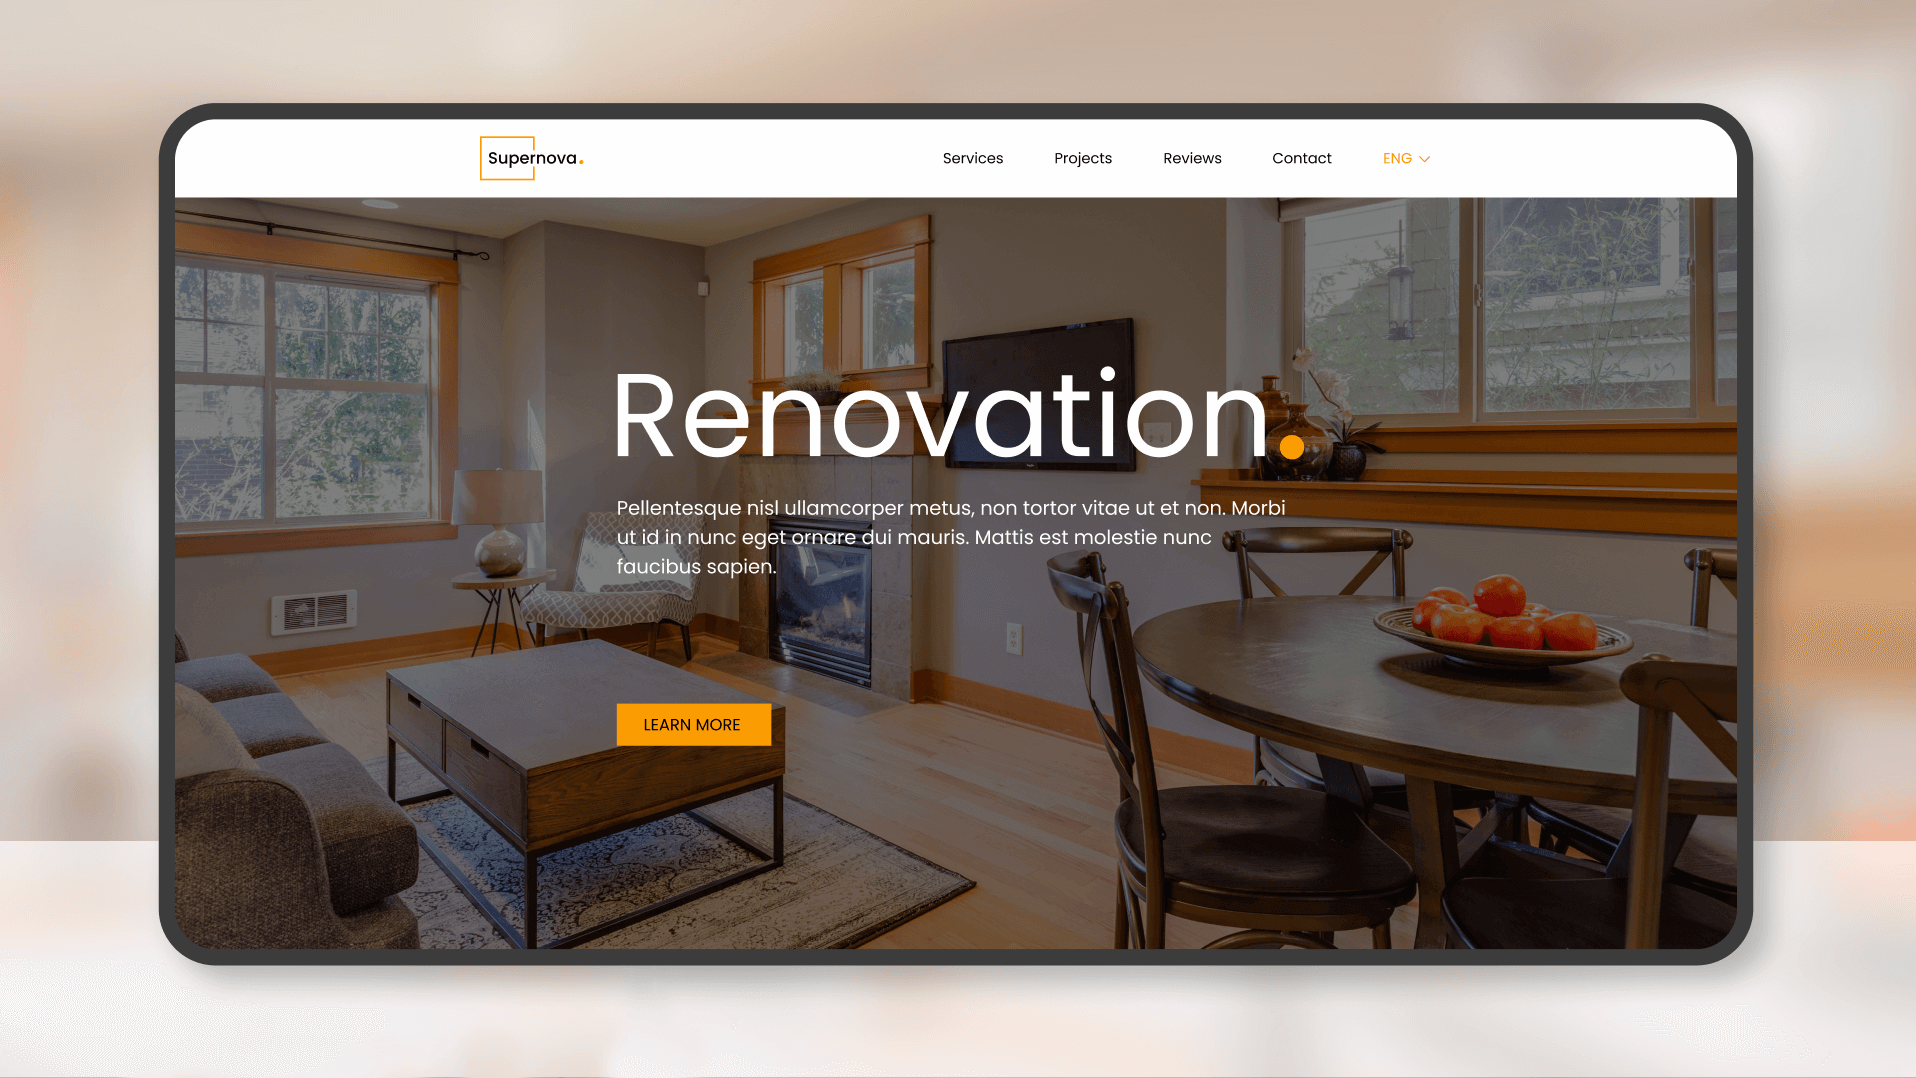 Supernova.
Services Projects Reviews Contact ENG
Renovation.
Pellentesque nisl ullamcorper metus, non tortor vitae ut et non. Morbi
ut id in nunc eget ornare dui mauris. Mattis est molestie nunc
faucibus sapien.
LEARN MORE